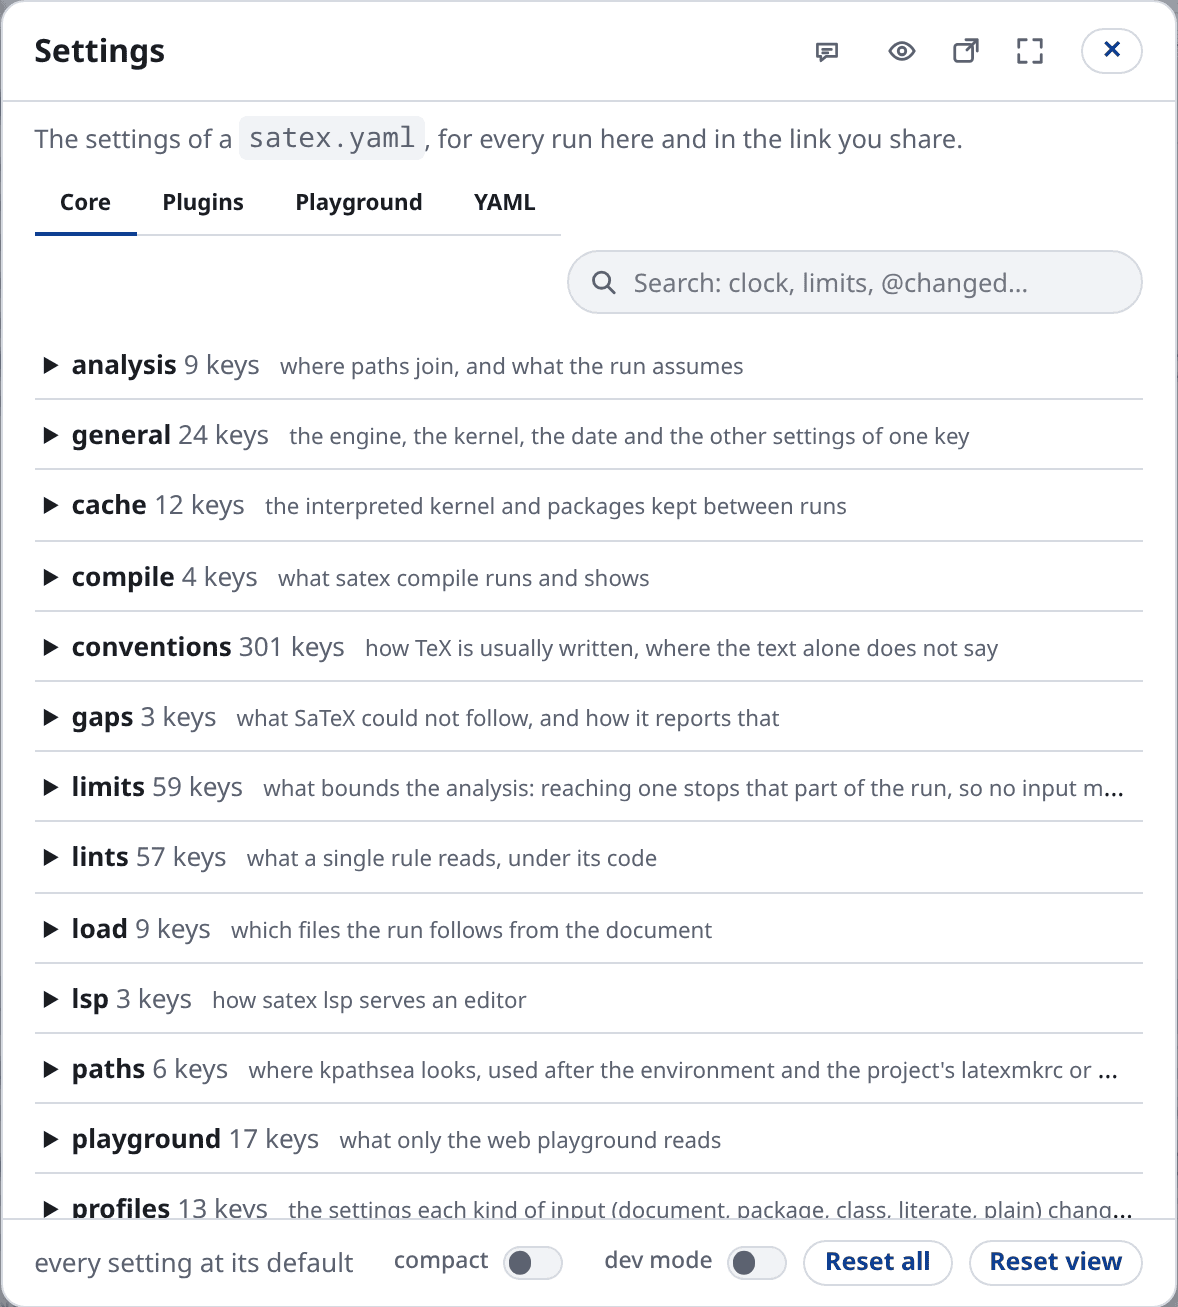 Settings
The settings of a satex.yaml, for every run here and in the link you share.
Core Plugins Playground YAML
Search: clock, limits, @changed...
analysis 9 keys where paths join, and what the run assumes
general 24 keys the engine, the kernel, the date and the other settings of one key
cache 12 keys the interpreted kernel and packages kept between runs
compile 4 keys what satex compile runs and shows
conventions 301 keys how TeX is usually written, where the text alone does not say
gaps 3 keys what SaTeX could not follow, and how it reports that
limits 59 keys what bounds the analysis: reaching one stops that part of the run, so no input m...
lints 57 keys what a single rule reads, under its code
load 9 keys which files the run follows from the document
lsp 3 keys how satex lsp serves an editor
paths 6 keys where kpathsea looks, used after the environment and the project's latexmkrc or ...
playground 17 keys what only the web playground reads
profiles 13 keys the settings each kind of input (document, package, class, literate, plain) chang...
every setting at its default compact dev mode Reset all Reset view